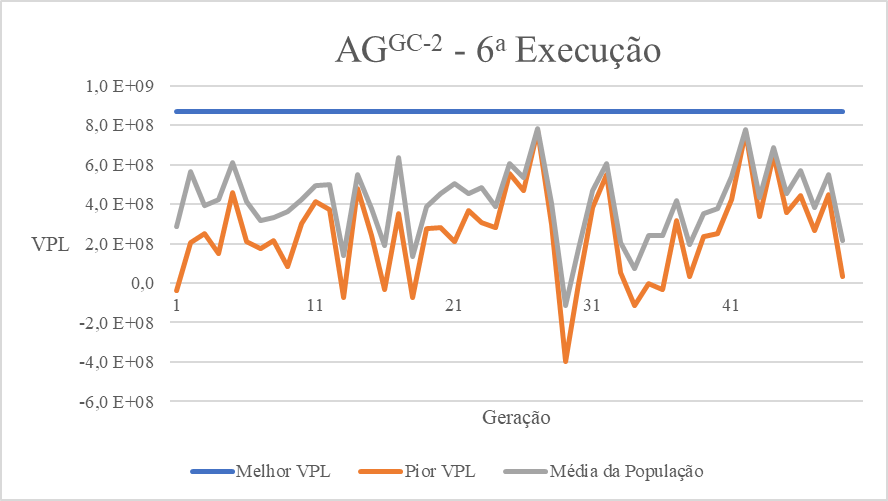 AGGC-2 - 6ª Execução
1,0 E+09
8,0 E+08
6,0 E+08
4,0 E+08
2,0 E+08
0,0
-2,0 E+08
-4,0 E+08
-6,0 E+08
VPL
1 11 21 31 41
Geração
Melhor VPL Pior VPL Média da População